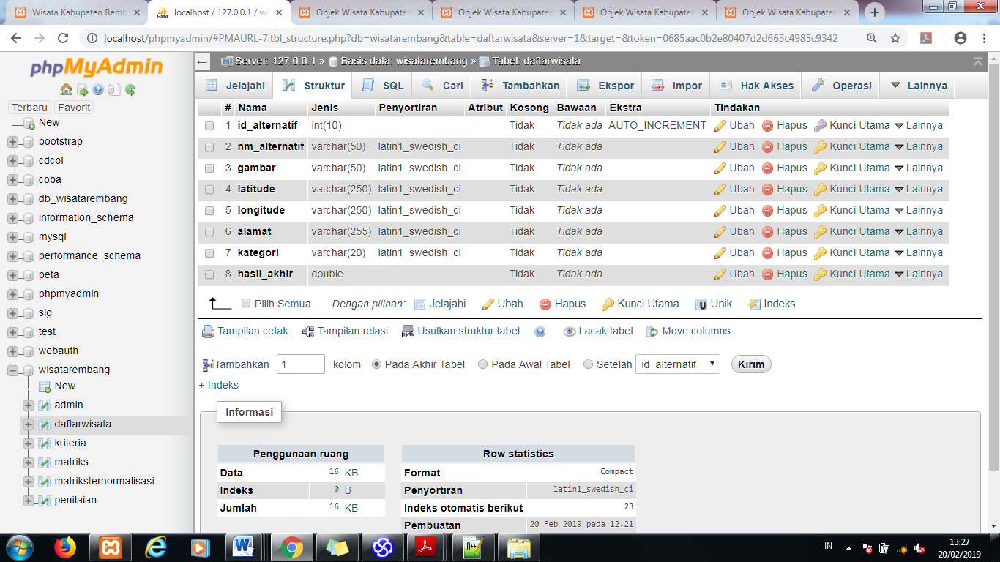 Wisata Kabupaten Remb
localhost / 127.0.0.1 / wi
Objek Wisata Kabupaten
Objek Wisata Kabupaten
Objek Wisata Kabupaten
Objek Wisata Kabupaten
localhost/phpmyadmin/#PMAURL-7:tbl_structure.php?db=wisatarembang&table=daftarwisata&server=1&target=&token=0685aac0b2e80407d2d663c4985c9342
phpMyAdmin
Terbaru Favorit
New
bootstrap
cdcol
coba
db_wisatarembang
information_schema
mysql
performance_schema
peta
phpmyadmin
sig
test
webauth
wisatarembang
New
admin
daftarwisata
kriteria
matriks
matriksternormalisasi
penilaian
Server: 127.0.0.1 » Basis data: wisatarembang » Tabel: daftarwisata
Jelajahi Struktur SQL Cari Tambahkan Ekspor Impor Hak Akses Operasi Lainnya
# Nama Jenis Penyortiran Atribut Kosong Bawaan Ekstra Tindakan
1 id_alternatif int(10) Tidak Tidak ada AUTO_INCREMENT Ubah Hapus Kunci Utama Lainnya
2 nm_alternatif varchar(50) latin1_swedish_ci Tidak Tidak ada Ubah Hapus Kunci Utama Lainnya
3 gambar varchar(50) latin1_swedish_ci Tidak Tidak ada Ubah Hapus Kunci Utama Lainnya
4 latitude varchar(250) latin1_swedish_ci Tidak Tidak ada Ubah Hapus Kunci Utama Lainnya
5 longitude varchar(250) latin1_swedish_ci Tidak Tidak ada Ubah Hapus Kunci Utama Lainnya
6 alamat varchar(255) latin1_swedish_ci Tidak Tidak ada Ubah Hapus Kunci Utama Lainnya
7 kategori varchar(20) latin1_swedish_ci Tidak Tidak ada Ubah Hapus Kunci Utama Lainnya
8 hasil_akhir double Tidak Tidak ada Ubah Hapus Kunci Utama Lainnya
Pilih Semua Dengan pilihan: Jelajahi Ubah Hapus Kunci Utama Unik Indeks
Tampilan cetak Tampilan relasi Usulkan struktur tabel Lacak tabel Move columns
Tambahkan 1 kolom Pada Akhir Tabel Pada Awal Tabel Setelah id_alternatif Kirim
+ Indeks
Informasi
Penggunaan ruang
Data 16 KB
Indeks 0 B
Jumlah 16 KB
Row statistics
Format Compact
Penyortiran latin1_swedish_ci
Indeks otomatis berikut 23
Pembuatan 20 Feb 2019 pada 12.21
IN
13:27
20/02/2019